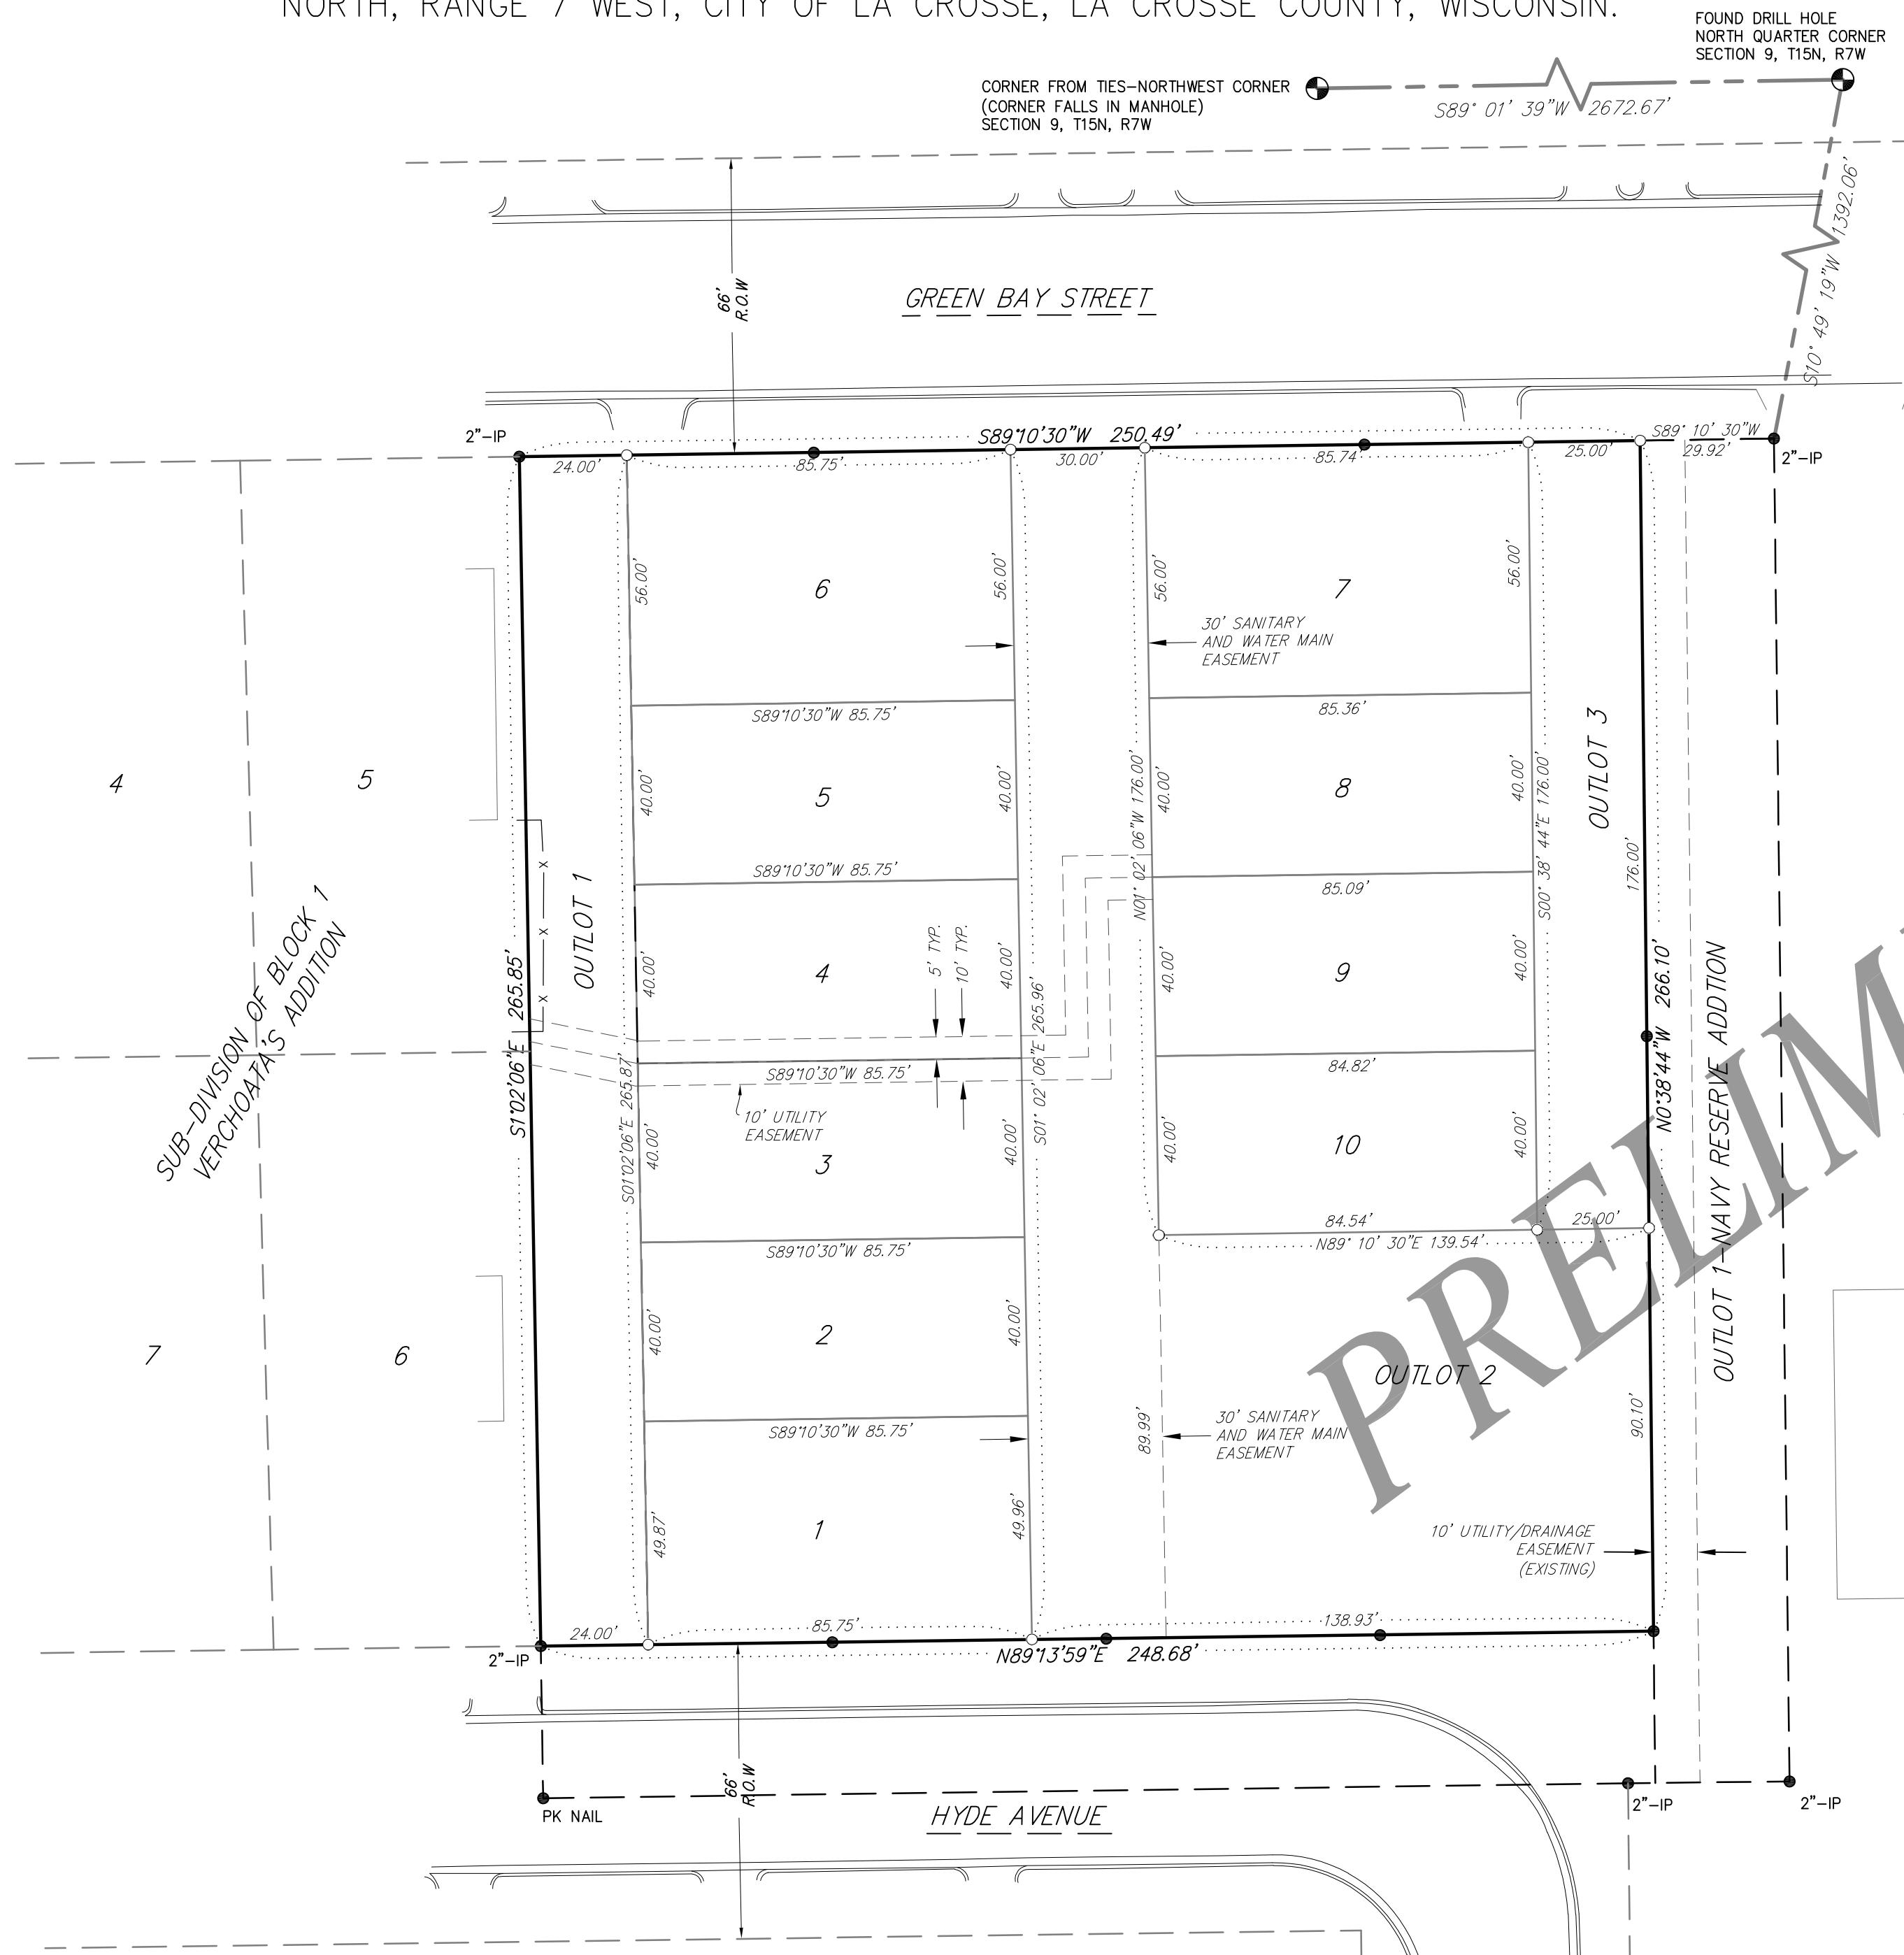 NORTH, RANGE 7 WEST, CITY OF LA CROSSE, LA CROSSE COUNTY, WISCONSIN.
FOUND DRILL HOLE
NORTH QUARTER CORNER
SECTION 9, T15N, R7W
CORNER FROM TIES-NORTHWEST CORNER
(CORNER FALLS IN MANHOLE)
SECTION 9, T15N, R7W
S89° 01' 39"W 2672.67'
S10° 49' 19"W 1392.06'
66'
R.O.W
GREEN BAY STREET
2"-IP
S89°10'30"W 250.49'
S89° 10' 30"W
24.00'
85.75'
30.00'
85.74'
25.00'
29.92'
2"-IP
56.00'
6
56.00'
56.00'
7
56.00'
30' SANITARY
AND WATER MAIN
EASEMENT
S89°10'30"W 85.75'
85.36'
OUTLOT 3
4
5
40.00'
5
40.00'
N01° 02' 06"W 176.00'
40.00'
8
40.00'
S00° 38' 44"E 176.00'
176.00'
S89°10'30"W 85.75'
85.09'
SUB-DIVISION OF BLOCK 1
VERCHOATA'S ADDITION
S1°02'06"E 265.85'
OUTLOT 1
x
x
x
40.00'
4
5' TYP.
10' TYP.
40.00'
40.00'
9
40.00'
N0°38'44"W 266.10'
OUTLOT 1-NAVY RESERVE ADDTION
S01°02'06"E 265.87'
S01° 02' 06"E 265.96'
S89°10'30"W 85.75'
84.82'
10' UTILITY
EASEMENT
40.00'
3
40.00'
40.00'
10
40.00'
84.54'
25.00'
N89° 10' 30"E 139.54'
S89°10'30"W 85.75'
7
6
40.00'
2
40.00'
OUTLOT 2
89.99'
30' SANITARY
AND WATER MAIN
EASEMENT
90.10'
S89°10'30"W 85.75'
49.87'
1
49.96'
10' UTILITY/DRAINAGE
EASEMENT
(EXISTING)
PRELIM
24.00'
85.75'
138.93'
2"-IP
N89°13'59"E 248.68'
66'
R.O.W
PK NAIL
HYDE AVENUE
2"-IP
2"-IP